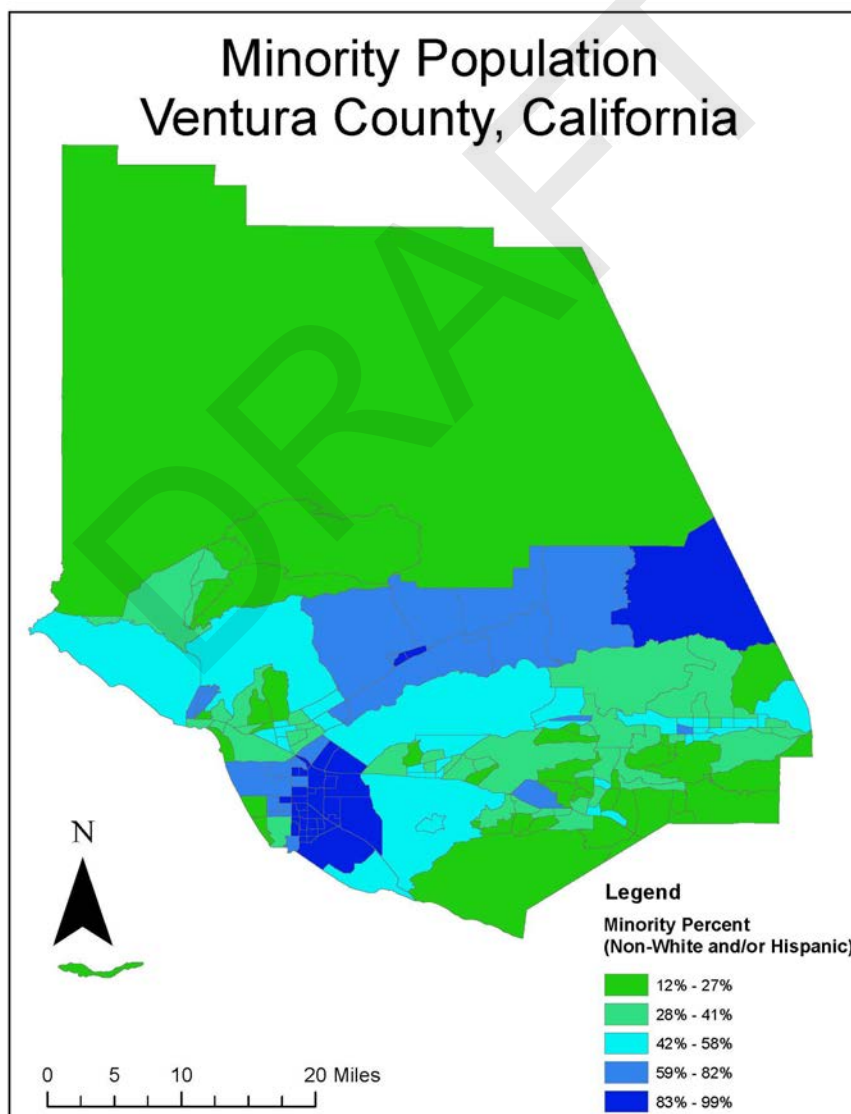 Minority Population
Ventura County, California
DRAFT
N
Legend
Minority Percent
(Non-White and/or Hispanic)
12% - 27%
28% - 41%
42% - 58%
59% - 82%
83% - 99%
0 5 10 20 Miles